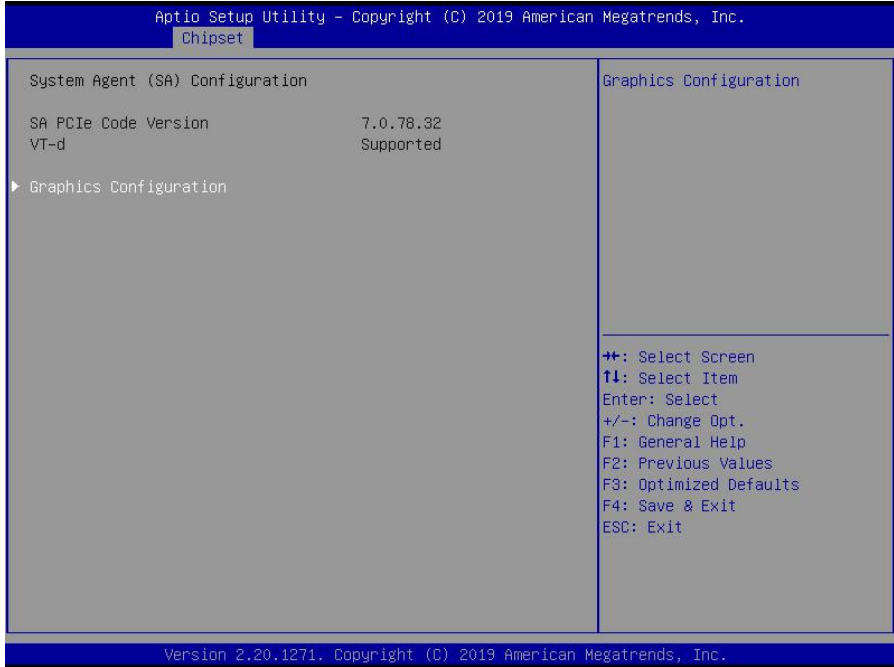 Aptio Setup Utility – Copyright (C) 2019 American Megatrends, Inc.
Chipset
System Agent (SA) Configuration
SA PCIe Code Version 7.0.78.32
VT-d Supported
Graphics Configuration
Graphics Configuration
→←: Select Screen
↑↓: Select Item
Enter: Select
+/-: Change Opt.
F1: General Help
F2: Previous Values
F3: Optimized Defaults
F4: Save & Exit
ESC: Exit
Version 2.20.1271. Copyright (C) 2019 American Megatrends, Inc.